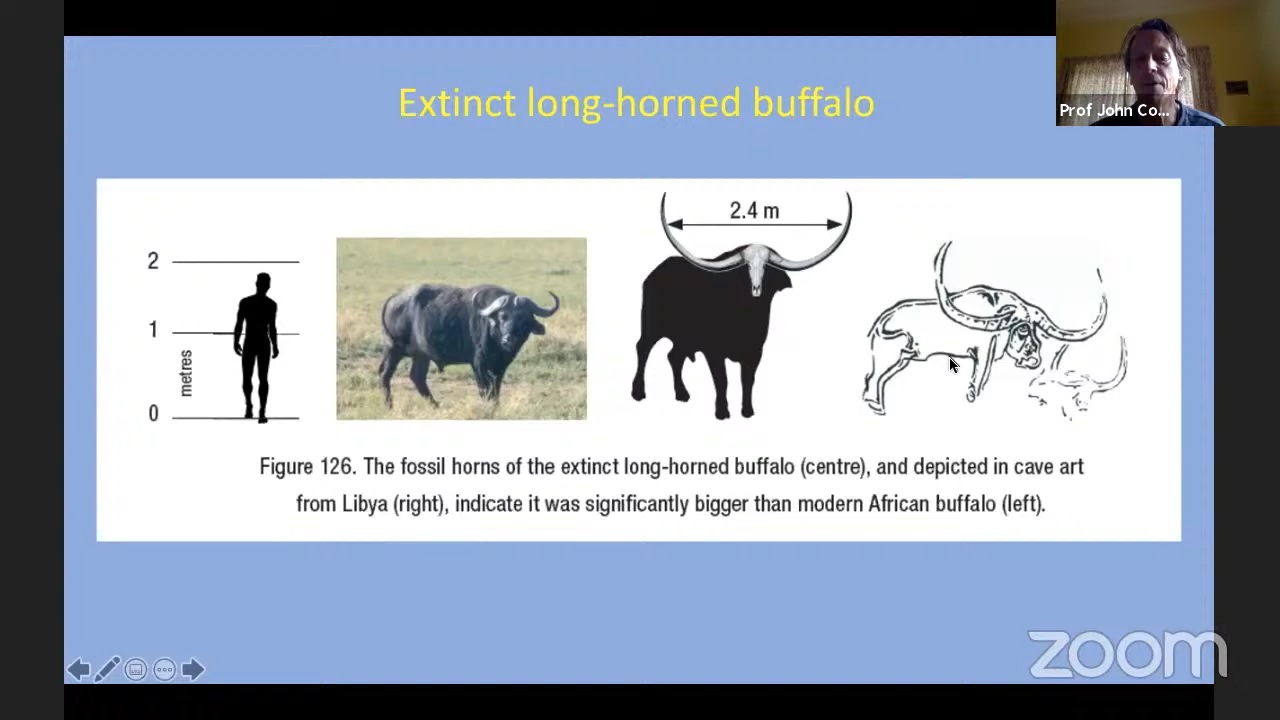 Extinct long-horned buffalo
Prof John Co...
2.4 m
2
1
metres
0
Figure 126. The fossil horns of the extinct long-horned buffalo (centre), and depicted in cave art
from Libya (right), indicate it was significantly bigger than modern African buffalo (left).
zoom